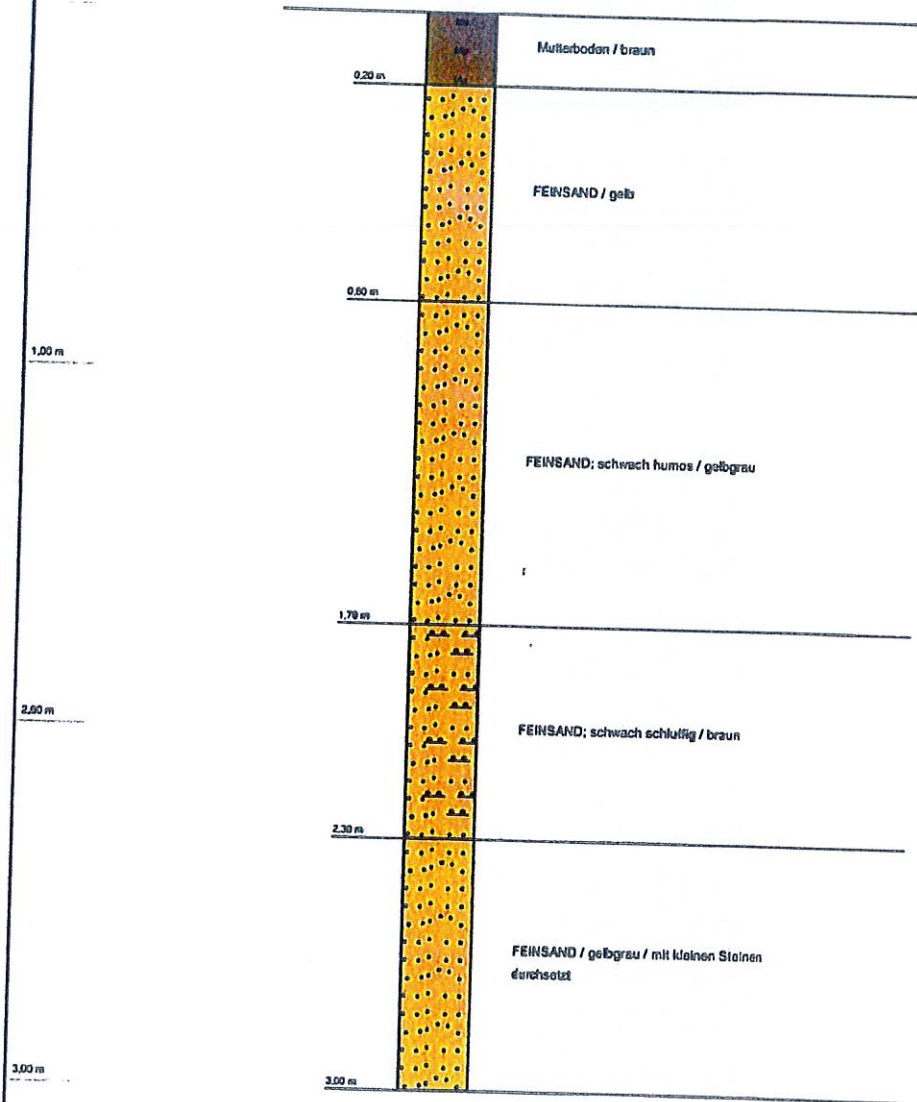 Mutterboden / braun
0,20 m
FEINSAND / gelb
0,80 m
1,00 m
FEINSAND; schwach humos / gelbgrau
1,70 m
2,00 m
FEINSAND; schwach schluffig / braun
2,30 m
FEINSAND / gelbgrau / mit kleinen Steinen
durchsetzt
3,00 m
3,00 m